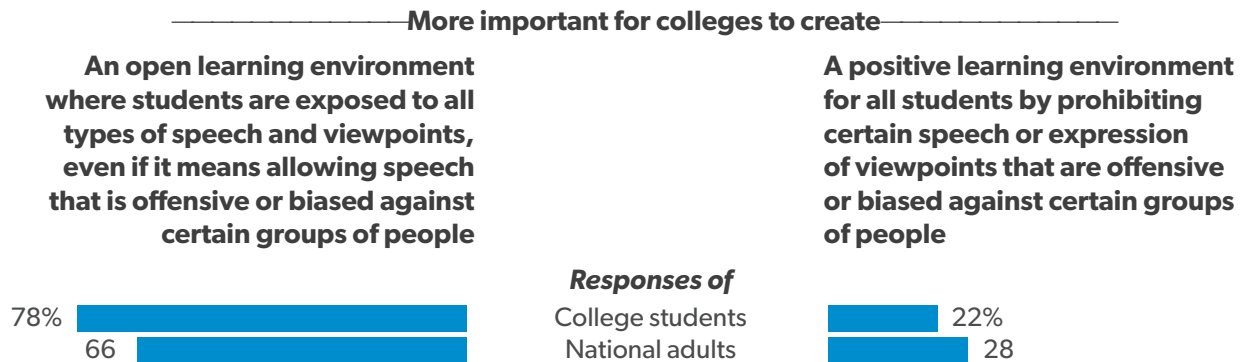 More important for colleges to create
An open learning environment
where students are exposed to all
types of speech and viewpoints,
even if it means allowing speech
that is offensive or biased against
certain groups of people
A positive learning environment
for all students by prohibiting
certain speech or expression
of viewpoints that are offensive
or biased against certain groups
of people
Responses of
78% College students 22%
66 National adults 28